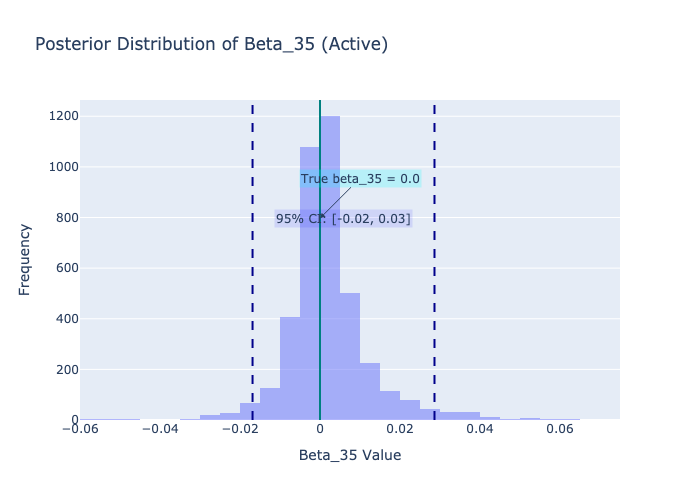 Posterior Distribution of Beta_35 (Active)
1200
1000
800
600
400
200
0
Frequency
True beta_35 = 0.0
95% CI: [-0.02, 0.03]
−0.06
−0.04
−0.02
0
0.02
0.04
0.06
Beta_35 Value